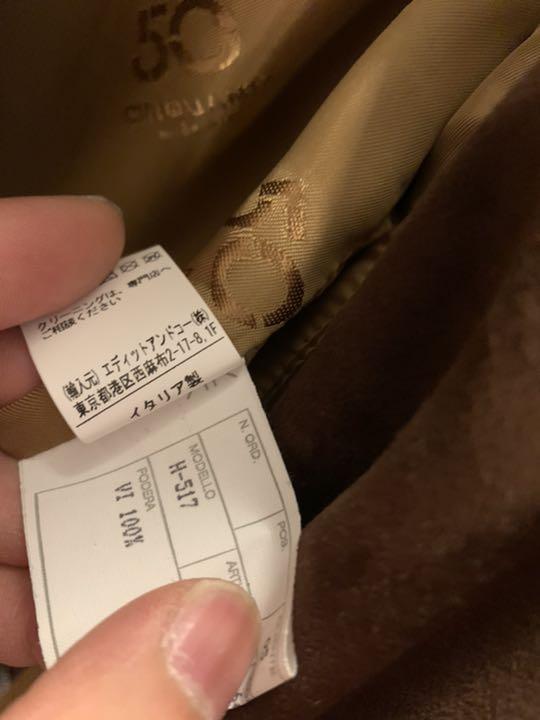 50
クリーニングは、専門店へ
ご相談ください
(輸入元) エディットアンドコー(株)
東京都港区西麻布2-17-8,1F
イタリア製
N. ORD.
POS.
MODELLO
H-517
FODERA
VI 100%